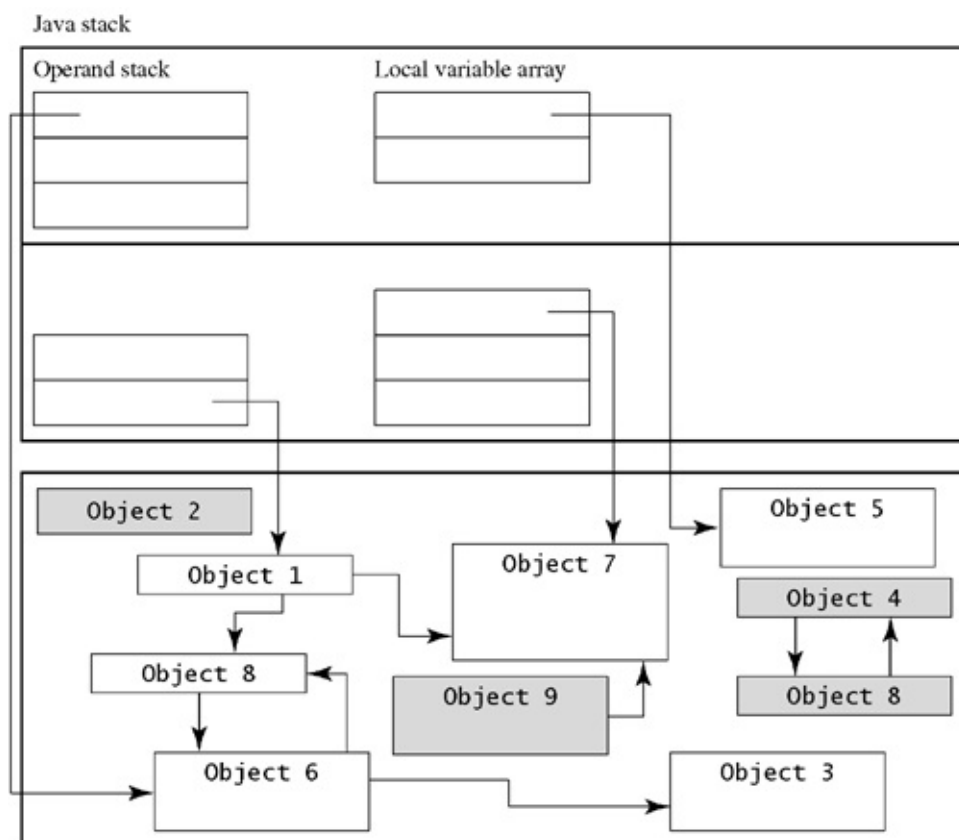 Java stack
Operand stack
Local variable array
Object 2
Object 5
Object 7
Object 1
Object 4
Object 8
Object 9
Object 8
Object 6
Object 3